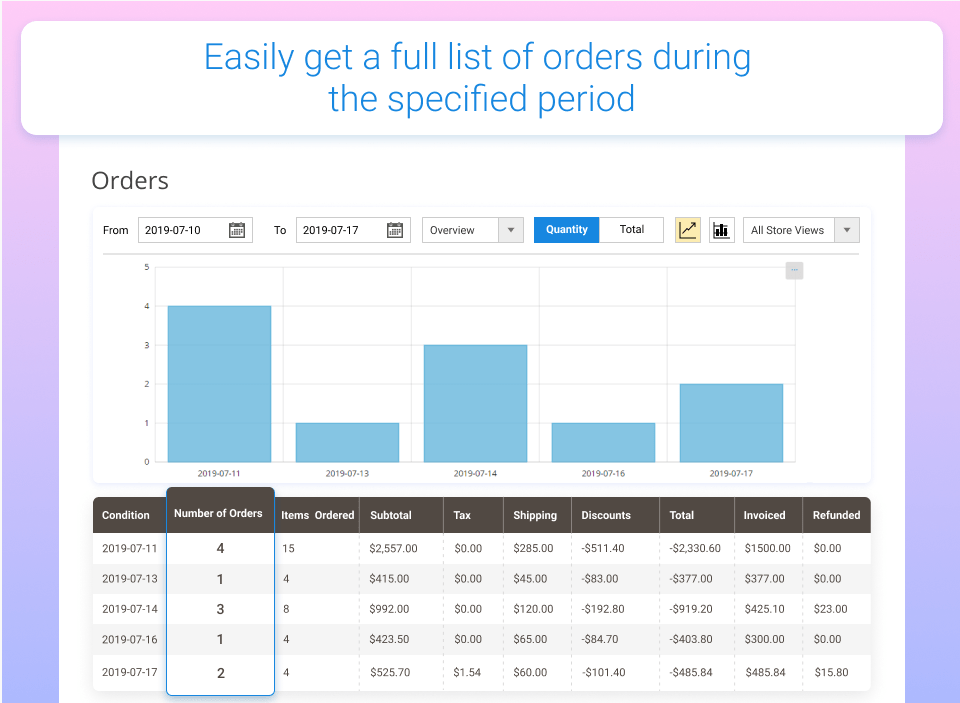 Easily get a full list of orders during
the specified period
Orders
From 2019-07-10 To 2019-07-17 Overview Quantity Total All Store Views
5
4
3
2
1
0
2019-07-11 2019-07-13 2019-07-14 2019-07-16 2019-07-17
Condition Number of Orders Items Ordered Subtotal Tax Shipping Discounts Total Invoiced Refunded
2019-07-11 4 15 $2,557.00 $0.00 $285.00 -$511.40 -$2,330.60 $1500.00 $0.00
2019-07-13 1 4 $415.00 $0.00 $45.00 -$83.00 -$377.00 $377.00 $0.00
2019-07-14 3 8 $992.00 $0.00 $120.00 -$192.80 -$919.20 $425.10 $23.00
2019-07-16 1 4 $423.50 $0.00 $65.00 -$84.70 -$403.80 $300.00 $0.00
2019-07-17 2 4 $525.70 $1.54 $60.00 -$101.40 -$485.84 $485.84 $15.80